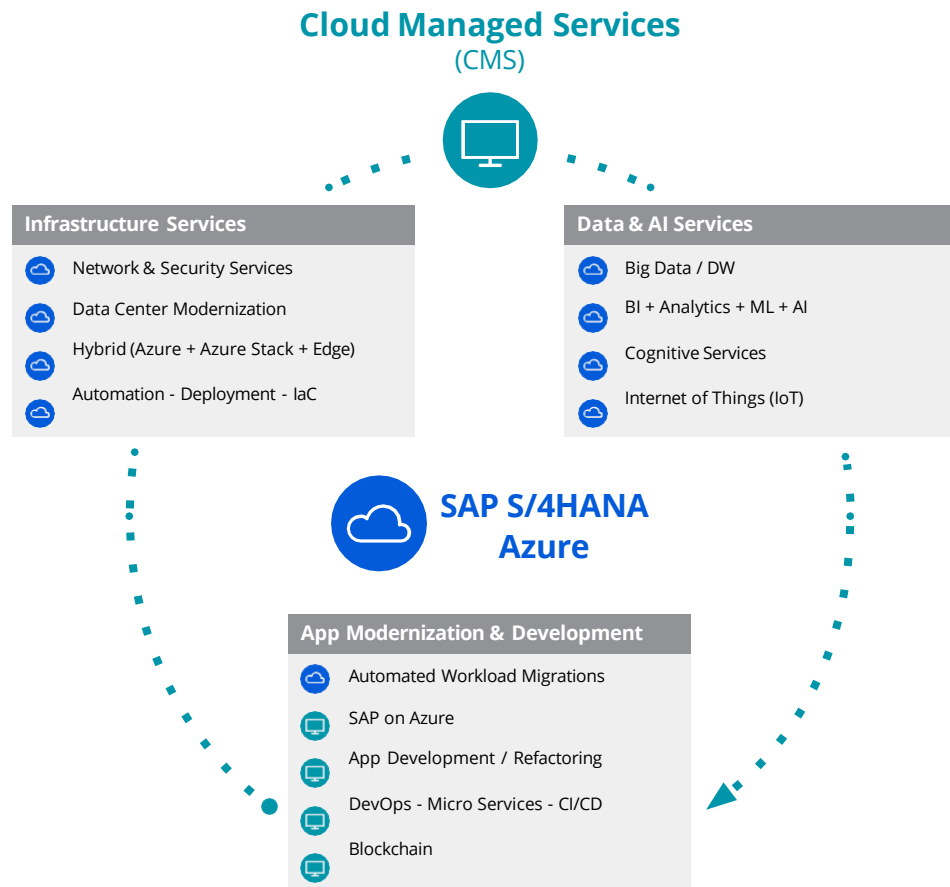 Cloud Managed Services
(CMS)
Infrastructure Services
Network & Security Services
Data Center Modernization
Hybrid (Azure + Azure Stack + Edge)
Automation - Deployment - IaC
Data & AI Services
Big Data / DW
BI + Analytics + ML + AI
Cognitive Services
Internet of Things (IoT)
SAP S/4HANA
Azure
App Modernization & Development
Automated Workload Migrations
SAP on Azure
App Development / Refactoring
DevOps - Micro Services - CI/CD
Blockchain